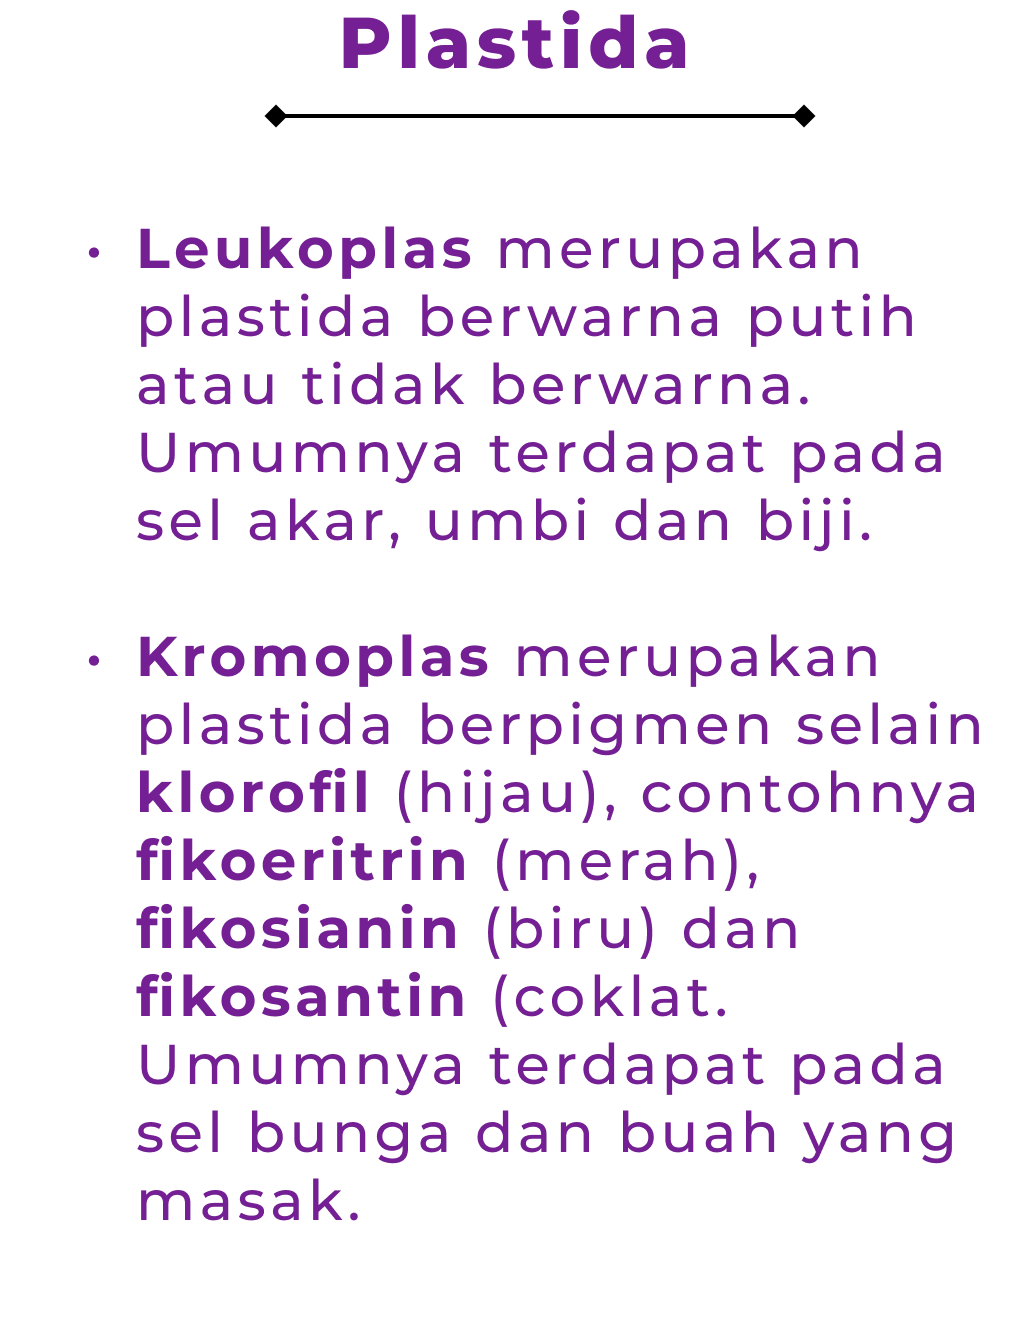 Plastida
• Leukoplas merupakan
plastida berwarna putih
atau tidak berwarna.
Umumnya terdapat pada
sel akar, umbi dan biji.
• Kromoplas merupakan
plastida berpigmen selain
klorofil (hijau), contohnya
fikoeritrin (merah),
fikosianin (biru) dan
fikosantin (coklat.
Umumnya terdapat pada
sel bunga dan buah yang
masak.